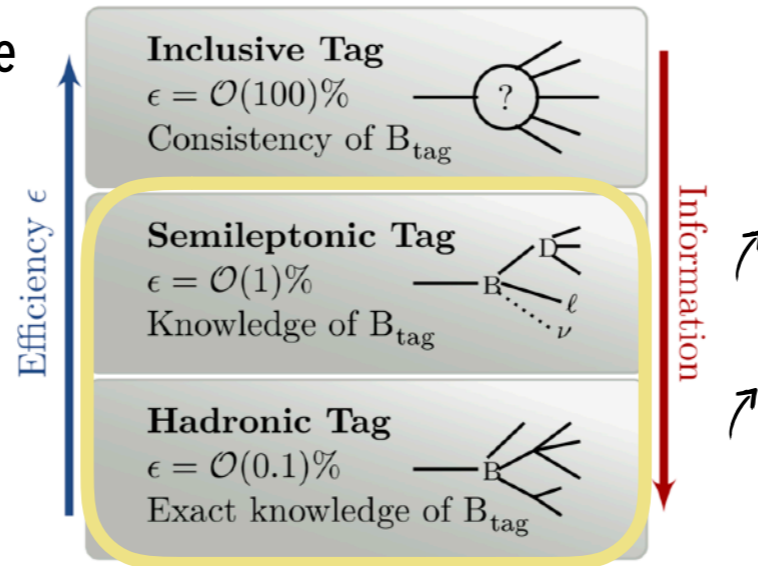 e
Efficiency ϵ
Inclusive Tag
ϵ = 𝒪(100)%
Consistency of B_tag
?
Semileptonic Tag
ϵ = 𝒪(1)%
Knowledge of B_tag
B
D
ℓ
ν
Hadronic Tag
ϵ = 𝒪(0.1)%
Exact knowledge of B_tag
B
Information